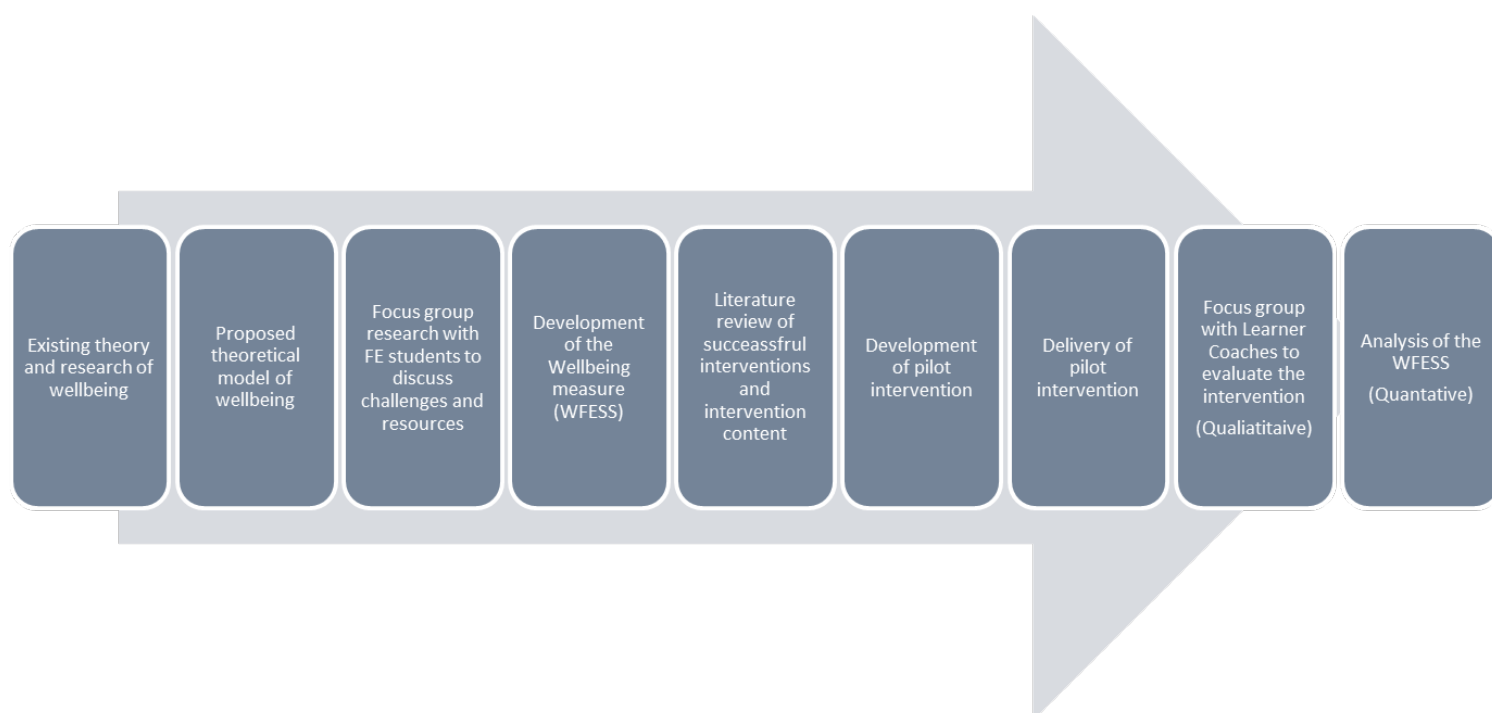 Existing theory
and research of
wellbeing
Proposed
theoretical
model of
wellbeing
Focus group
research with
FE students to
discuss
challenges and
resources
Development
of the
Wellbeing
measure
(WFESS)
Literature
review of
succeassfrul
interventions
and
intervention
content
Development
of pilot
intervention
Delivery of
pilot
intervention
Focus group
with Learner
Coaches to
evaluate the
intervention
(Qualiatitaive)
Analysis of the
WFESS
(Quantative)